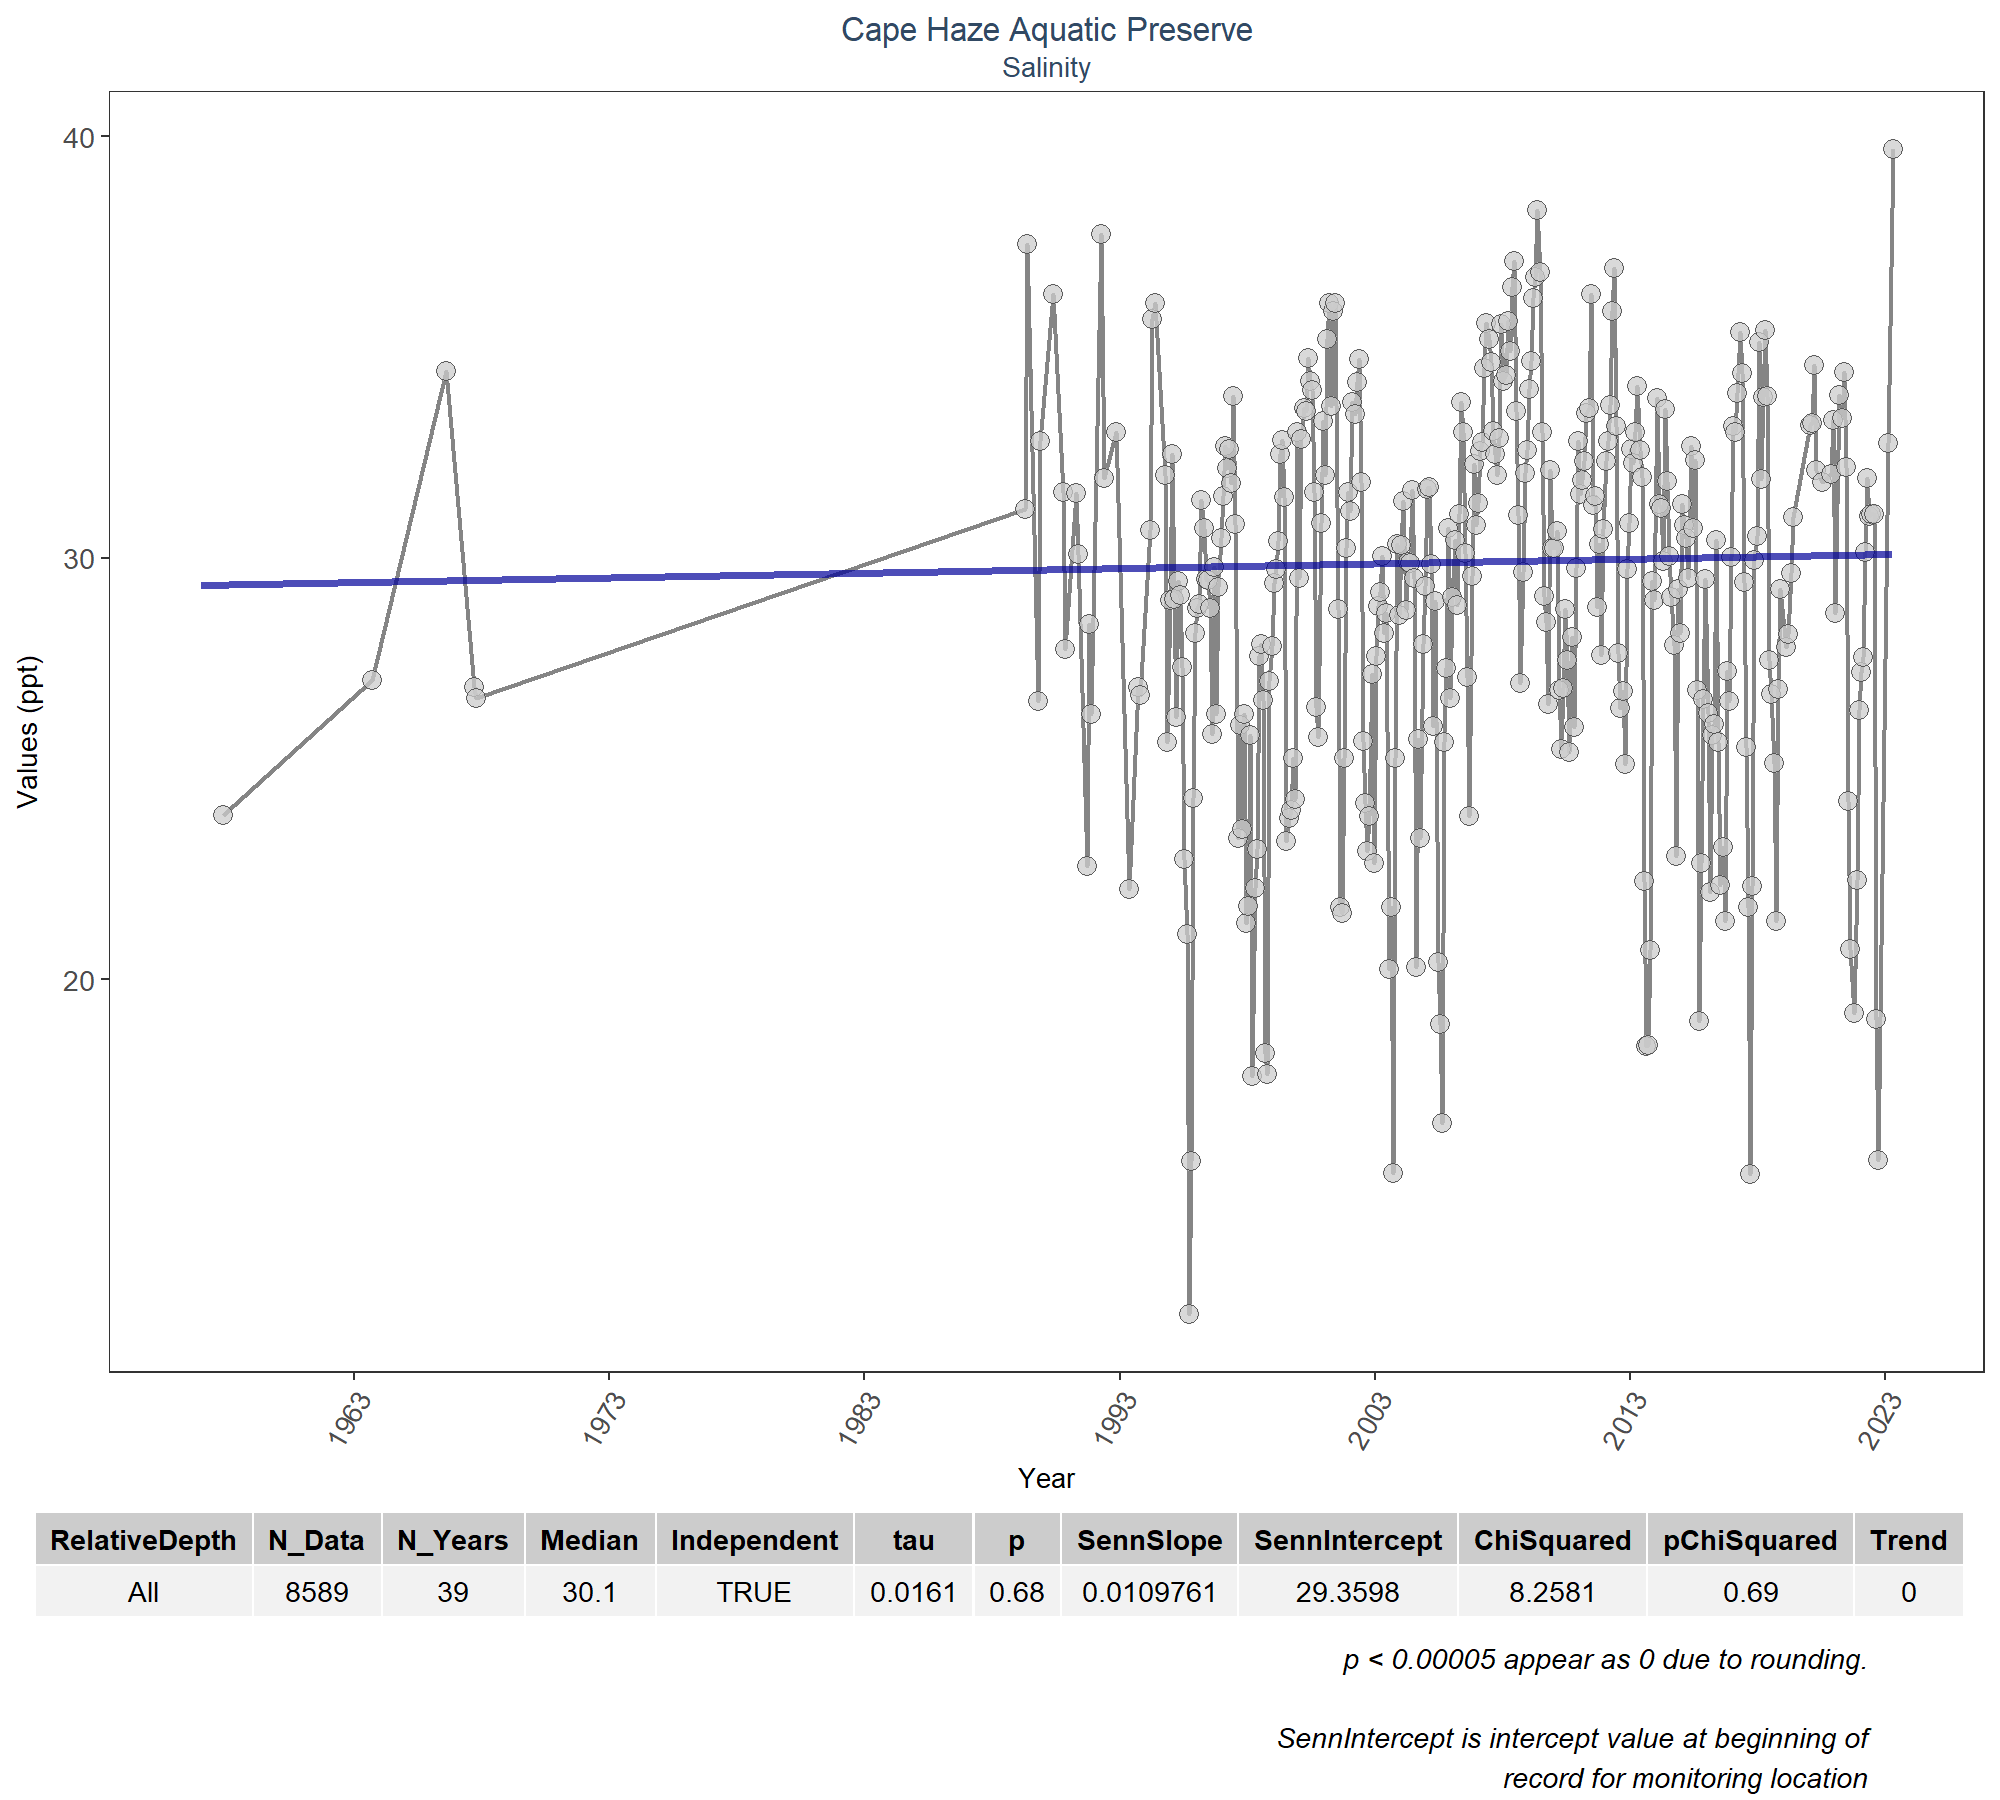 Cape Haze Aquatic Preserve
Salinity
40
30
20
Values (ppt)
1963
1973
1983
1993
2003
2013
2023
Year
RelativeDepth N_Data N_Years Median Independent tau p SennSlope SennIntercept ChiSquared pChiSquared Trend
All 8589 39 30.1 TRUE 0.0161 0.68 0.0109761 29.3598 8.2581 0.69 0
p < 0.00005 appear as 0 due to rounding.
SennIntercept is intercept value at beginning of
record for monitoring location